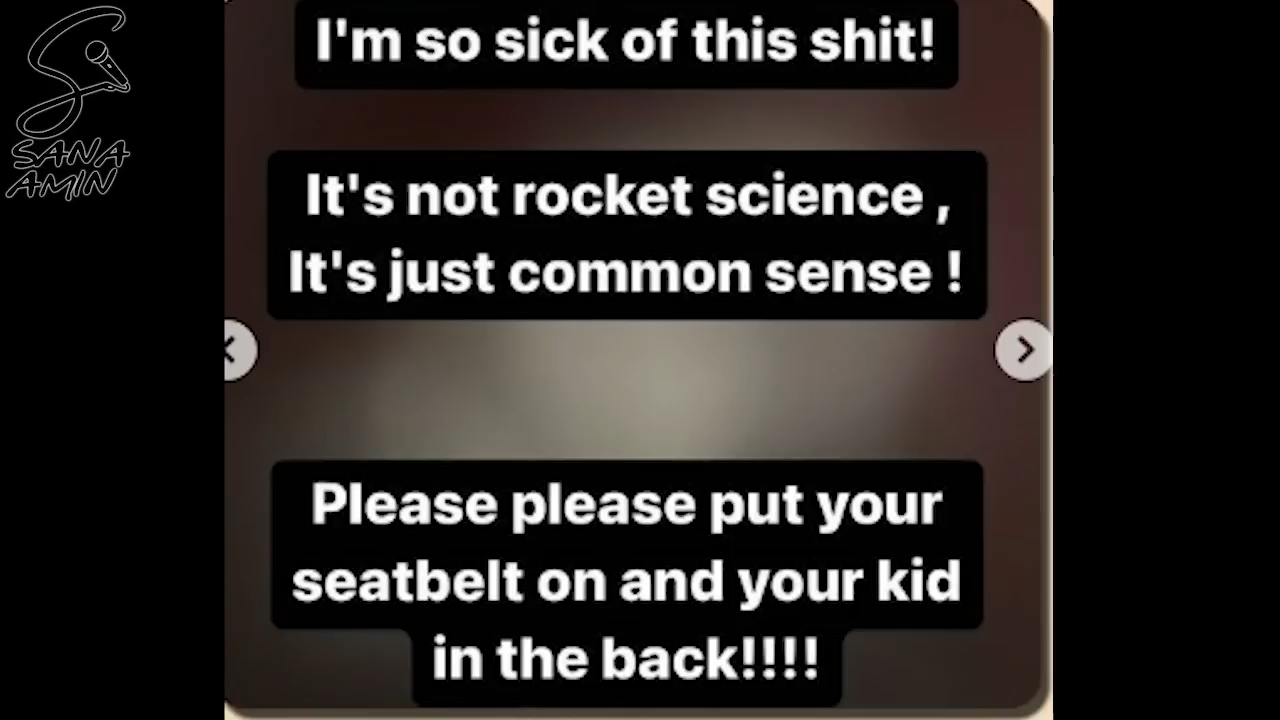 SANA
AMIN
I'm so sick of this shit!
It's not rocket science ,
It's just common sense !
Please please put your
seatbelt on and your kid
in the back!!!!